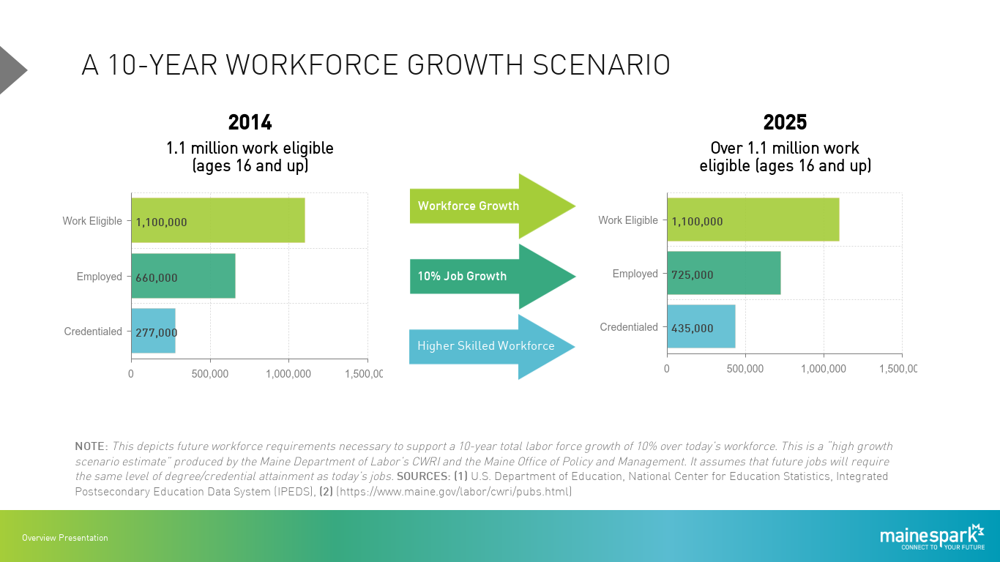 A 10-YEAR WORKFORCE GROWTH SCENARIO
2014
1.1 million work eligible
(ages 16 and up)
Work Eligible
1,100,000
Employed
660,000
Credentialed
277,000
0
500,000
1,000,000
1,500,00
Workforce Growth
10% Job Growth
Higher Skilled Workforce
2025
Over 1.1 million work
eligible (ages 16 and up)
Work Eligible
1,100,000
Employed
725,000
Credentialed
435,000
0
500,000
1,000,000
1,500,00
NOTE: This depicts future workforce requirements necessary to support a 10-year total labor force growth of 10% over today's workforce. This is a "high growth
scenario estimate" produced by the Maine Department of Labor's CWRI and the Maine Office of Policy and Management. It assumes that future jobs will require
the same level of degree/credential attainment as today's jobs. SOURCES: (1) U.S. Department of Education, National Center for Education Statistics, Integrated
Postsecondary Education Data System (IPEDS), (2) (https://www.maine.gov/labor/cwri/pubs.html)
Overview Presentation
mainespark
CONNECT TO YOUR FUTURE